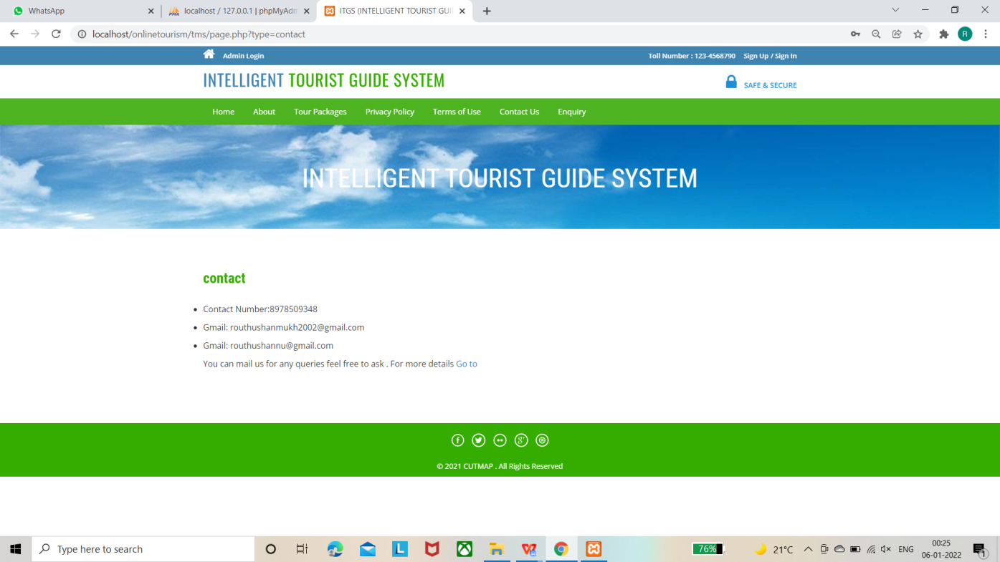 WhatsApp
localhost / 127.0.0.1 | phpMyAdm
ITGS (INTELLIGENT TOURIST GUI
localhost/onlinetourism/tms/page.php?type=contact
R
Admin Login
Toll Number : 123-4568790 Sign Up / Sign In
INTELLIGENT TOURIST GUIDE SYSTEM
SAFE & SECURE
Home About Tour Packages Privacy Policy Terms of Use Contact Us Enquiry
INTELLIGENT TOURIST GUIDE SYSTEM
contact
• Contact Number:8978509348
• Gmail: routhushanmukh2002@gmail.com
• Gmail: routhushannu@gmail.com
You can mail us for any queries feel free to ask . For more details Go to
© 2021 CUTMAP . All Rights Reserved
Type here to search
L
76%
21°C
ENG
00:25
06-01-2022
1